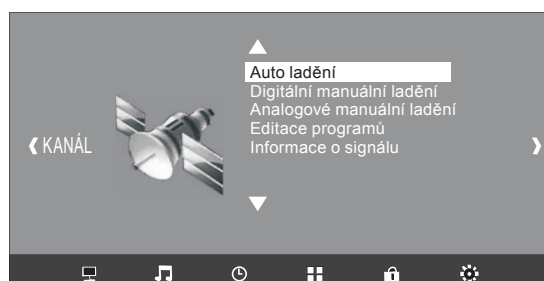 Auto ladění
Digitální manuální ladění
Analogové manuální ladění
Editace programů
Informace o signálu
KANÁL